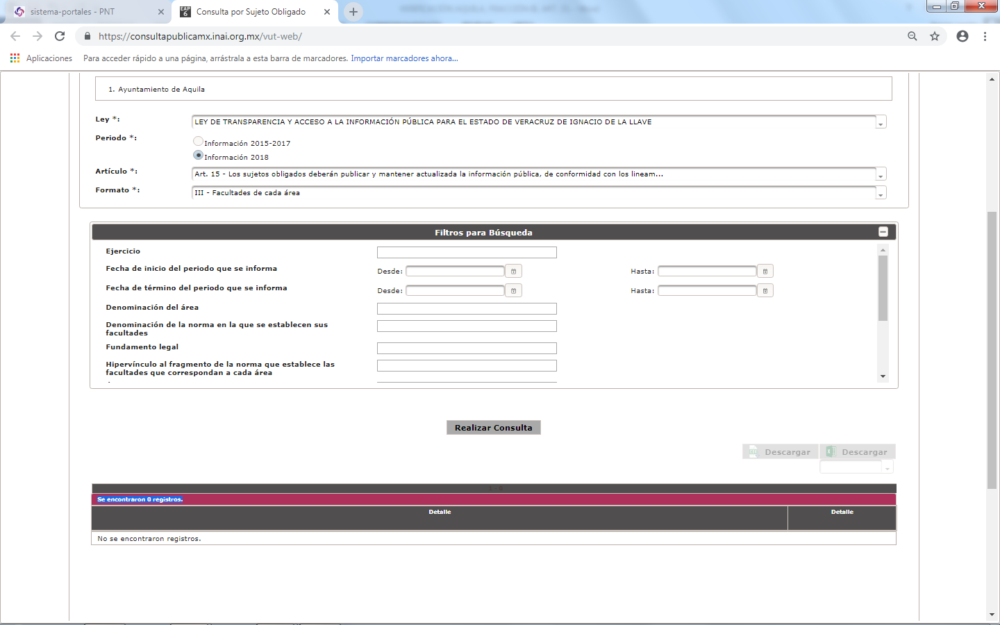 sistema-portales - PNT
Consulta por Sujeto Obligado
https://consultapublicamx.inai.org.mx/vut-web/
Aplicaciones
Para acceder rápido a una página, arrástrala a esta barra de marcadores. Importar marcadores ahora...
1. Ayuntamiento de Aquila
Ley *:
LEY DE TRANSPARENCIA Y ACCESO A LA INFORMACIÓN PÚBLICA PARA EL ESTADO DE VERACRUZ DE IGNACIO DE LA LLAVE
Periodo *:
Información 2015-2017
Información 2018
Artículo *:
Art. 15 - Los sujetos obligados deberán publicar y mantener actualizada la información pública, de conformidad con los lineam...
Formato *:
III - Facultades de cada área
Filtros para Búsqueda
Ejercicio
Fecha de inicio del periodo que se informa
Desde:
Hasta:
Fecha de término del periodo que se informa
Desde:
Hasta:
Denominación del área
Denominación de la norma en la que se establecen sus
facultades
Fundamento legal
Hipervínculo al fragmento de la norma que establece las
facultades que correspondan a cada área
Realizar Consulta
Descargar
Descargar
Se encontraron 0 registros.
Detalle
Detalle
No se encontraron registros.